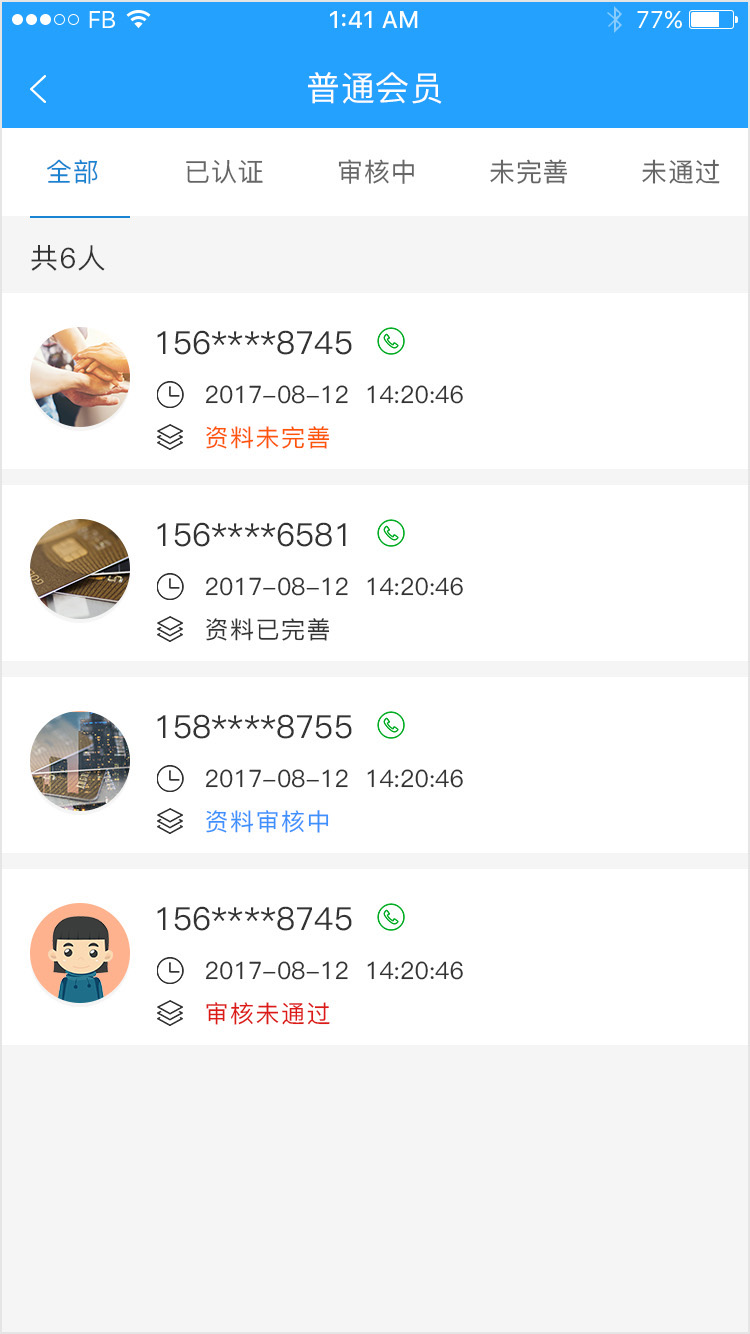 FB 1:41 AM 77%
普通会员
全部 已认证 审核中 未完善 未通过
共6人
156****8745
2017-08-12 14:20:46
资料未完善
156****6581
2017-08-12 14:20:46
资料已完善
158****8755
2017-08-12 14:20:46
资料审核中
156****8745
2017-08-12 14:20:46
审核未通过